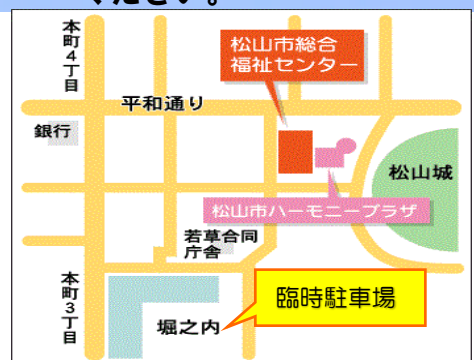 ください。
本町4丁目
松山市総合
福祉センター
平和通り
銀行
松山城
松山市ハーモニープラザ
若草合同
庁舎
本町3丁目
臨時駐車場
堀之内